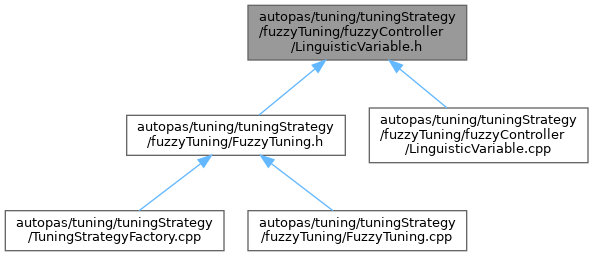 autopas/tuning/tuningStrategy
/fuzzyTuning/fuzzyController
/LinguisticVariable.h
autopas/tuning/tuningStrategy
/fuzzyTuning/FuzzyTuning.h
autopas/tuning/tuningStrategy
/fuzzyTuning/fuzzyController
/LinguisticVariable.cpp
autopas/tuning/tuningStrategy
/TuningStrategyFactory.cpp
autopas/tuning/tuningStrategy
/fuzzyTuning/FuzzyTuning.cpp